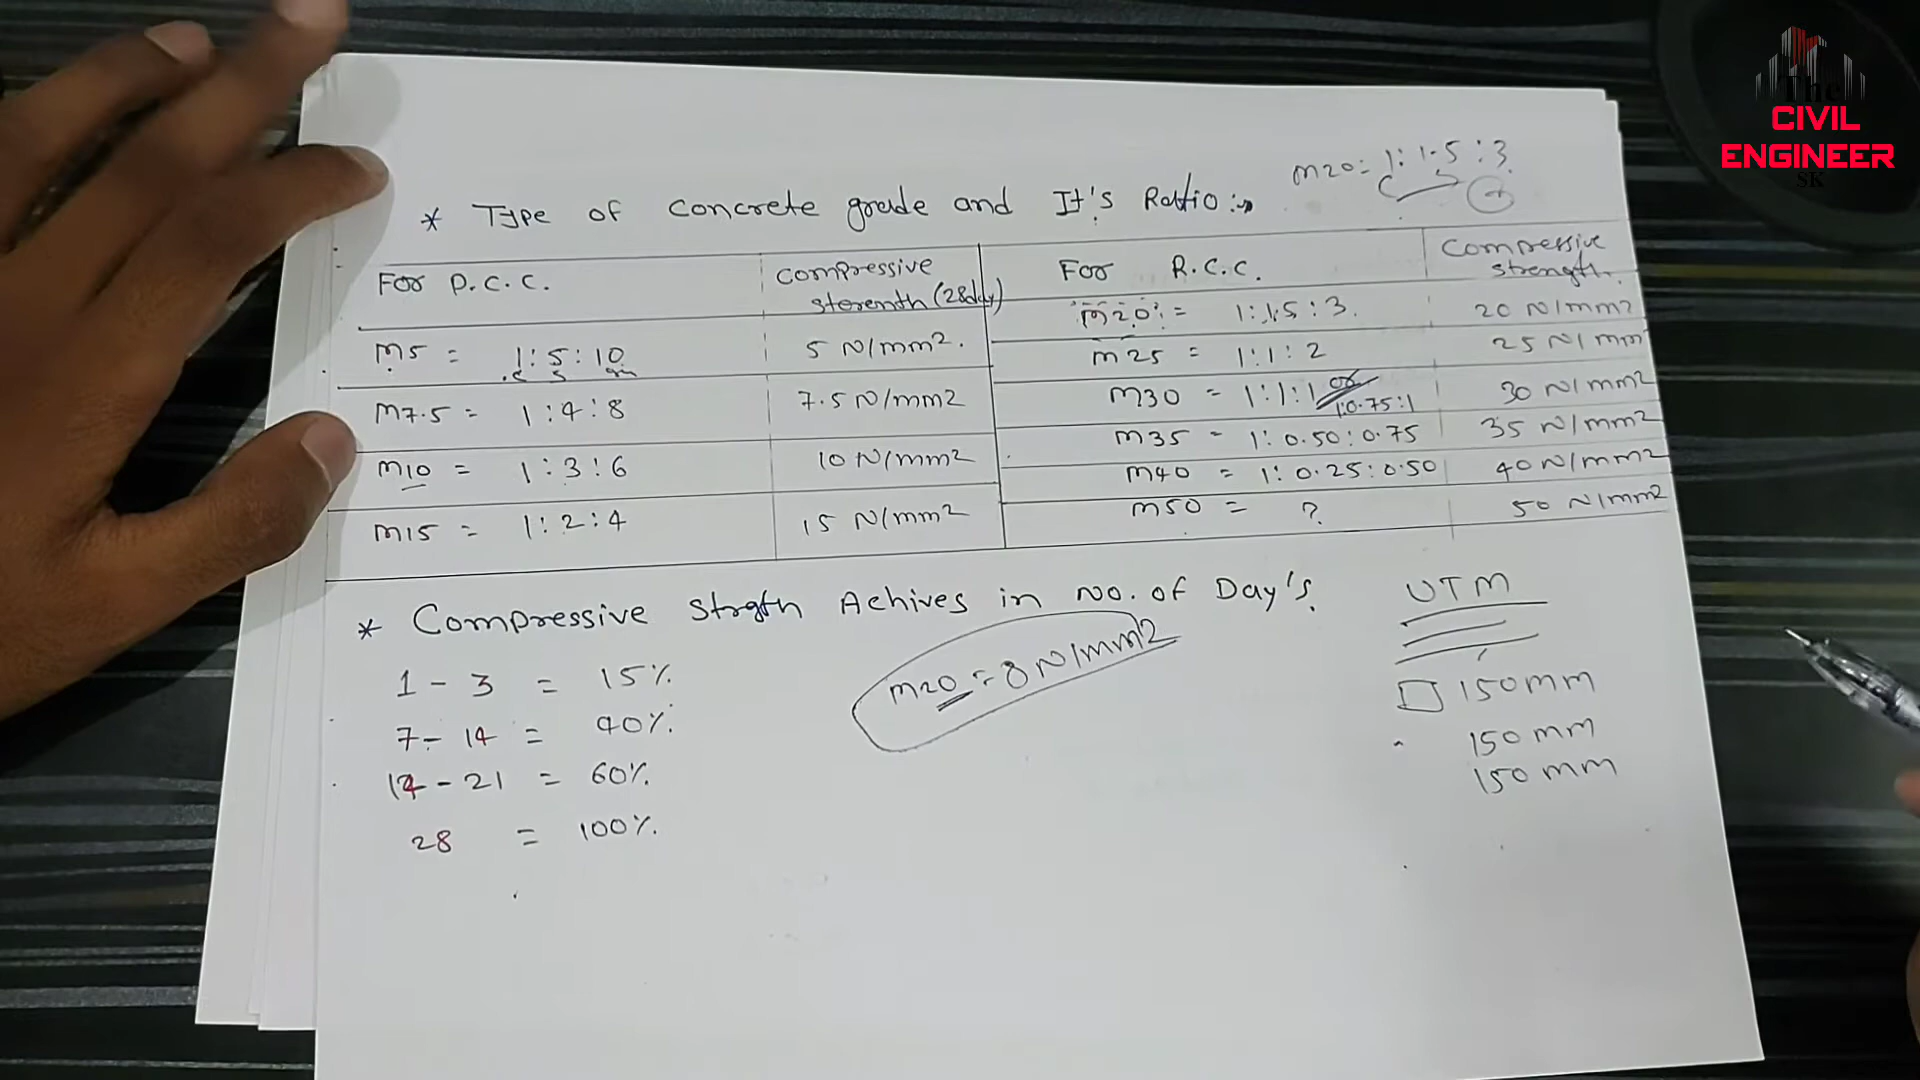 The
CIVIL
ENGINEER
SK
M20 = 1 : 1.5 : 3
* Type of concrete grade and It's Ratio :→
For P.C.C.
Compressive
sterenth (28day)
For R.C.C.
Compressive
strength.
M5 = 1 : 5 : 10
c s m
5 N/mm2.
M7.5 = 1 : 4 : 8
7.5 N/mm2
M10 = 1 : 3 : 6
10 N/mm2
M15 = 1 : 2 : 4
15 N/mm2
M20 = 1 : 1.5 : 3.
20 N/mm2
M25 = 1 : 1 : 2
25 N/mm
M30 = 1 : 1 : 1 or
1:0.75:1
30 N/mm2
M35 = 1 : 0.50 : 0.75
35 N/mm2
M40 = 1 : 0.25 : 0.50
40 N/mm2
M50 = ?
50 N/mm2
* Compressive Strgth Achives in No. of Day's.
1 - 3 = 15%
7 - 14 = 40%.
14 - 21 = 60%.
28 = 100%.
M20 = 8 N/mm2
UTM
150 mm
150 mm
150 mm